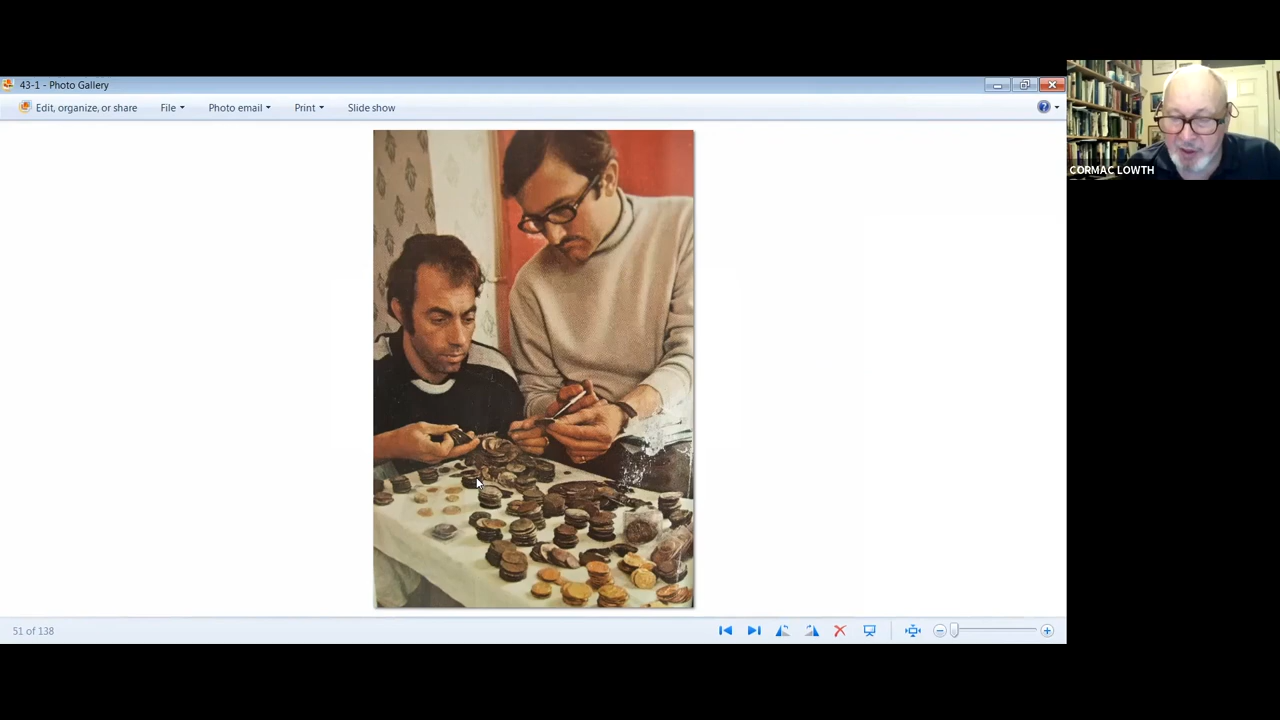 43-1 - Photo Gallery
Edit, organize, or share File Photo email Print Slide show
CORMAC LOWTH
51 of 138